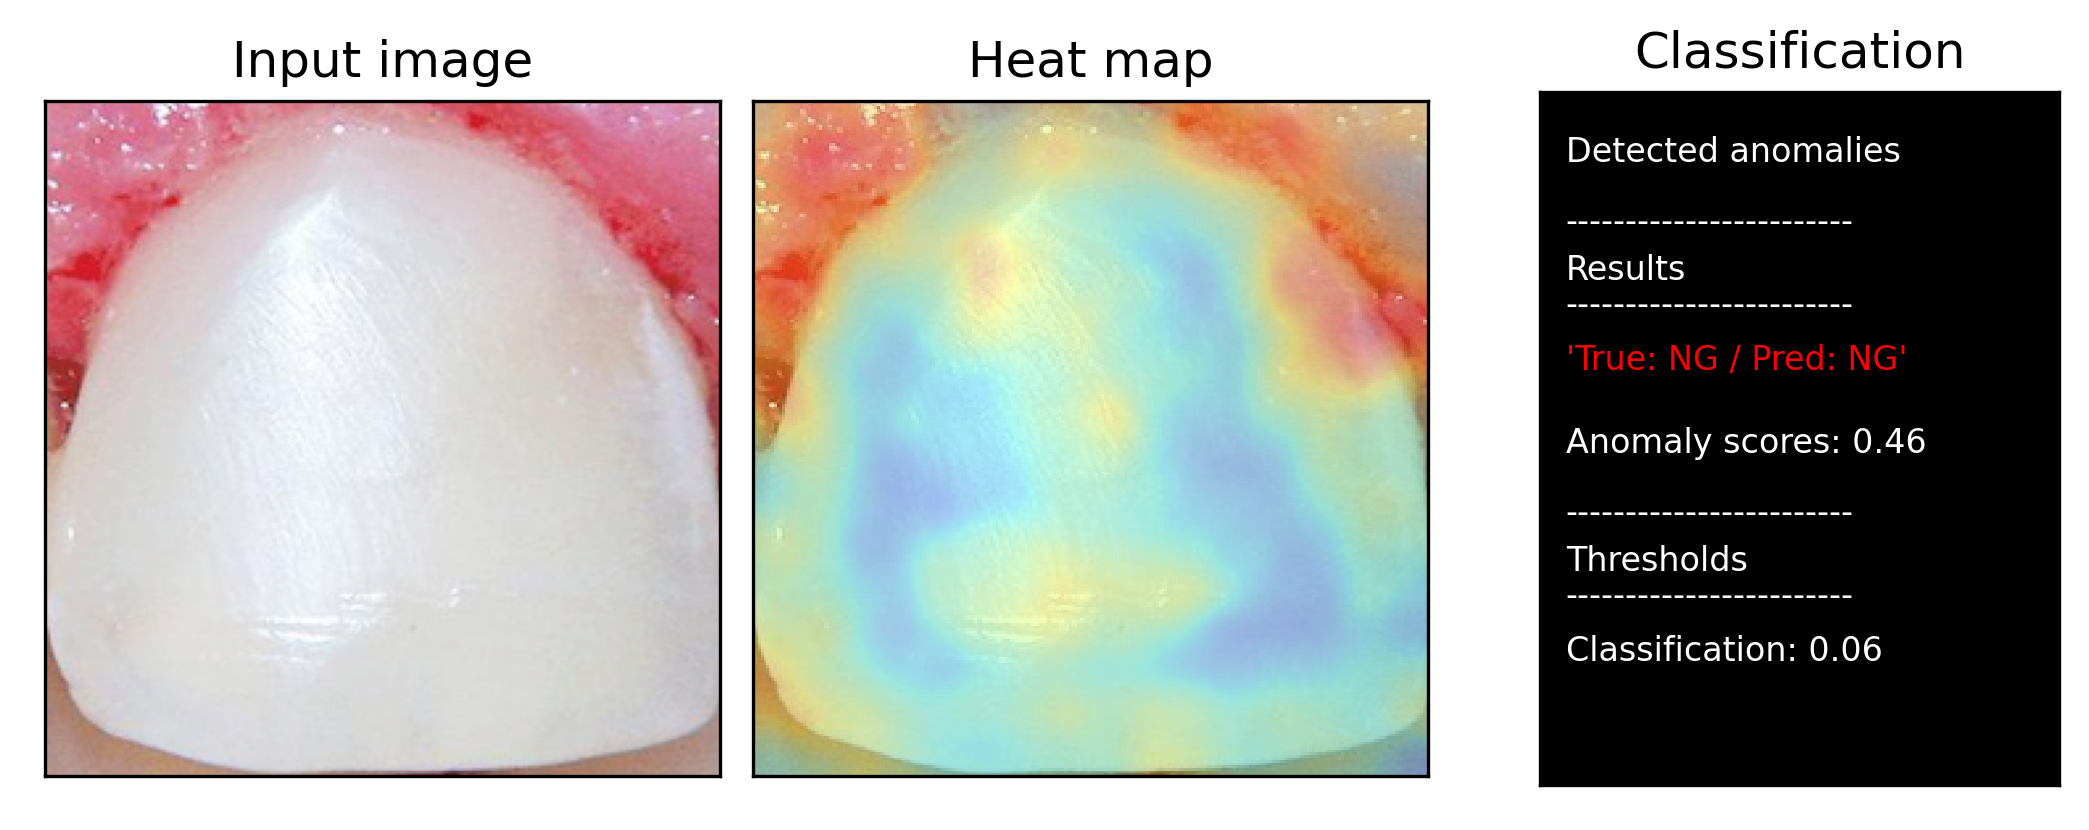 Input image
Heat map
Classification
Detected anomalies
------------------------
Results
------------------------
'True: NG / Pred: NG'
Anomaly scores: 0.46
------------------------
Thresholds
------------------------
Classification: 0.06